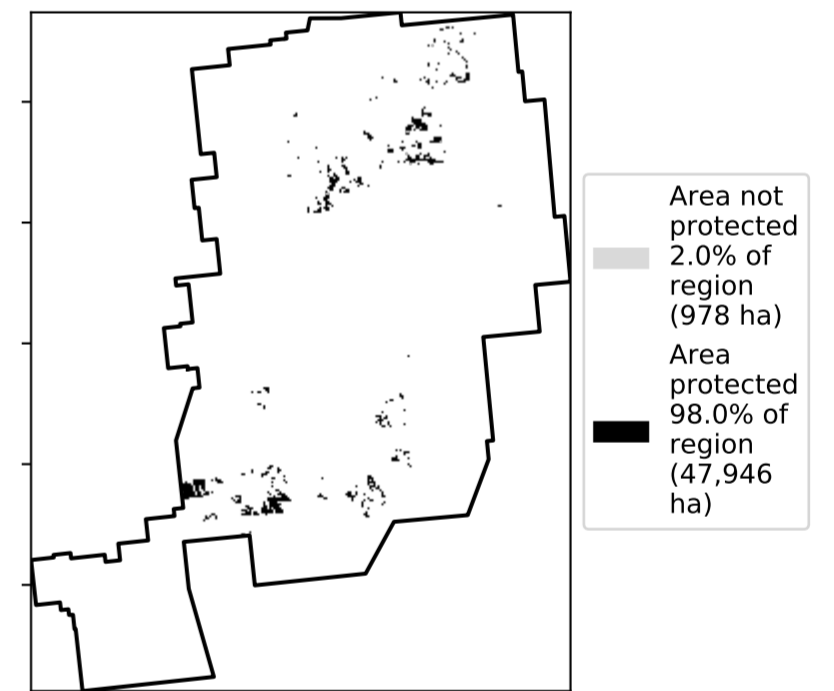 Area not
protected
2.0% of
region
(978 ha)
Area
protected
98.0% of
region
(47,946
ha)